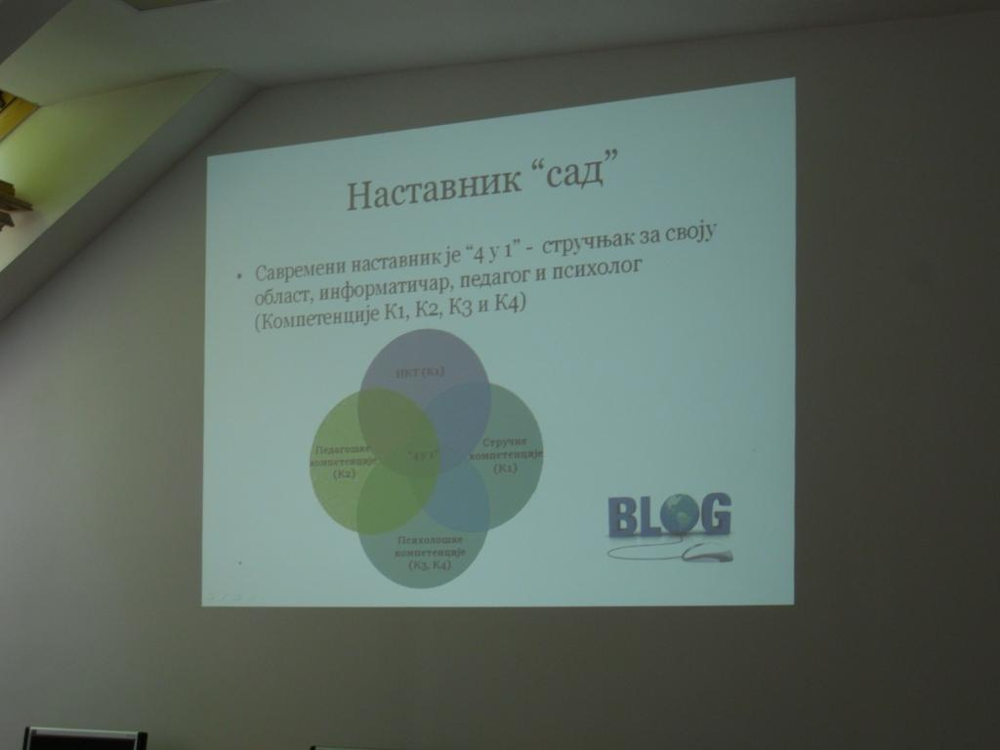 Наставник “сад”
• Савремени наставник је “4 у 1” - стручњак за своју
област, информатичар, педагог и психолог
(Компетенције К1, К2, К3 и К4)
ИКТ (К1)
Педагошке
компетенције
(К2)
“4 у 1”
Стручне
компетенције
(К1)
Психолошке
компетенције
(К3, К4)
BLOG